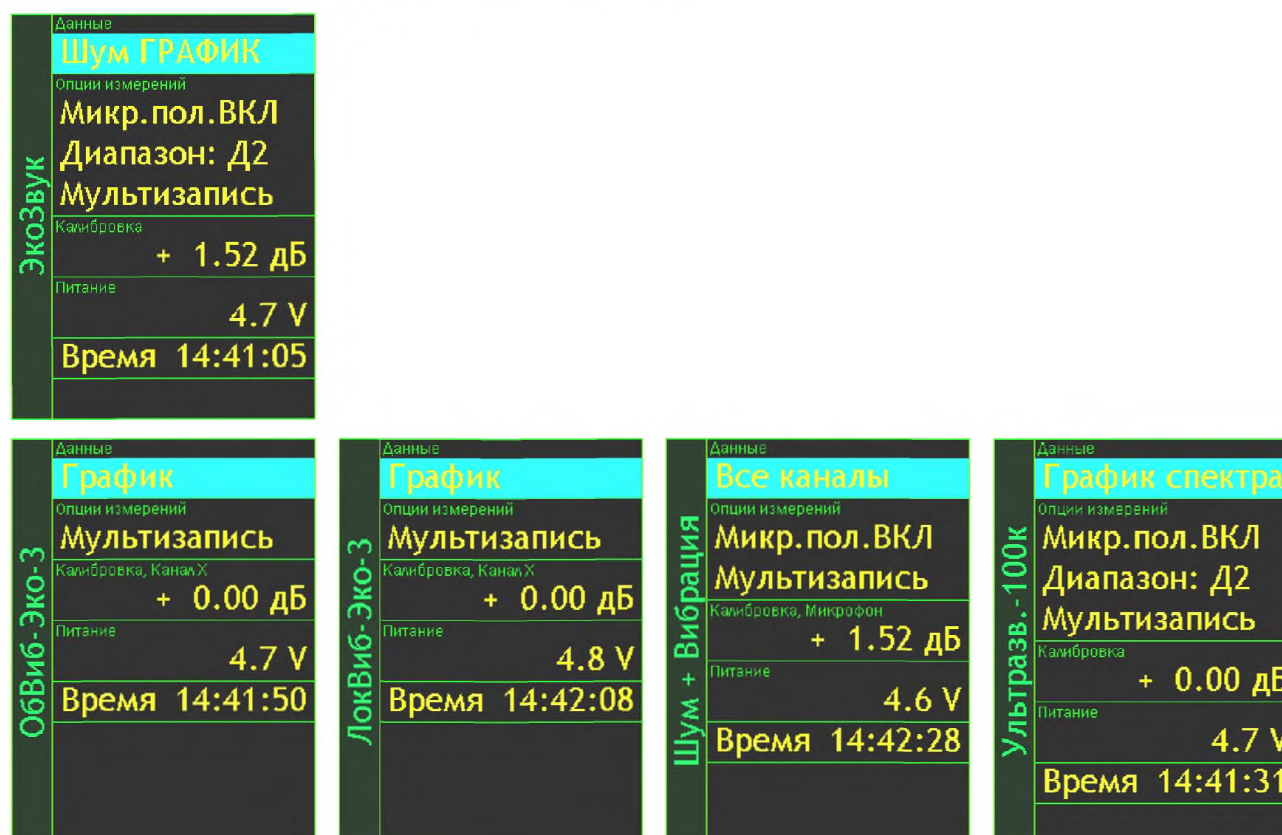 ЭкоЗвук
Данные
Шум ГРАФИК
Опции измерений
Микр.пол.ВКЛ
Диапазон: Д2
Мультизапись
Калибровка
+ 1.52 дБ
Питание
4.7 V
Время 14:41:05
ОбВиб-Эко-3
Данные
График
Опции измерений
Мультизапись
Калибровка, Канал X
+ 0.00 дБ
Питание
4.7 V
Время 14:41:50
ЛокВиб-Эко-3
Данные
График
Опции измерений
Мультизапись
Калибровка, Канал X
+ 0.00 дБ
Питание
4.8 V
Время 14:42:08
Шум + Вибрация
Данные
Все каналы
Опции измерений
Микр.пол.ВКЛ
Мультизапись
Калибровка, Микрофон
+ 1.52 дБ
Питание
4.6 V
Время 14:42:28
Ультразв.-100к
Данные
График спектра
Опции измерений
Микр.пол.ВКЛ
Диапазон: Д2
Мультизапись
Калибровка
+ 0.00 дБ
Питание
4.7 V
Время 14:41:31